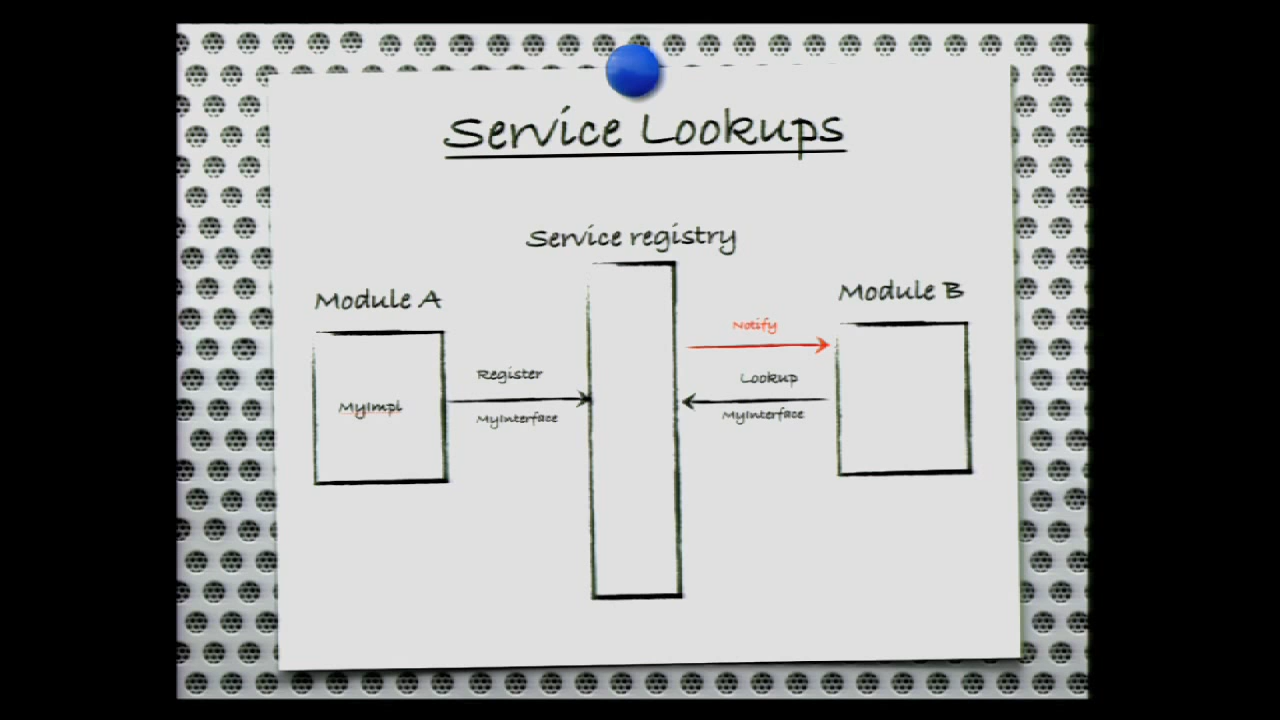 Service Lookups
Service registry
Module A
Module B
Notify
Register
Lookup
MyImpl
MyInterface
MyInterface